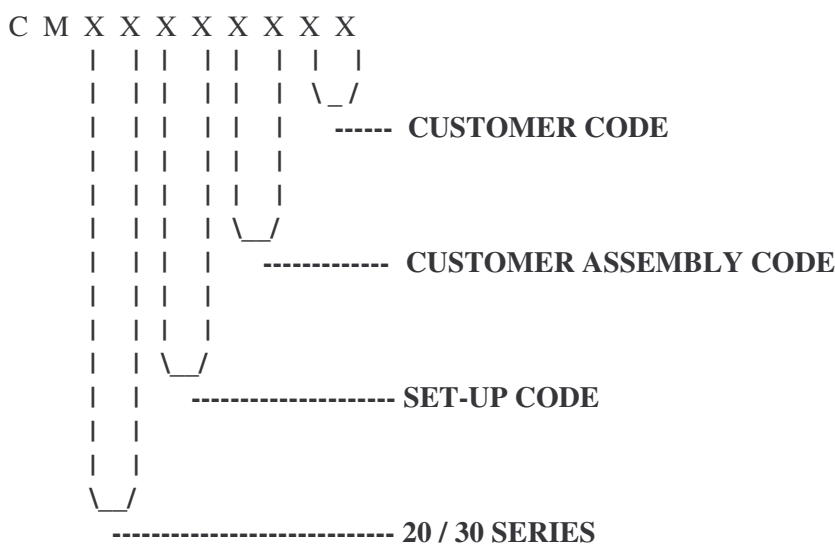 C M X X X X X X X X
------ CUSTOMER CODE
------------- CUSTOMER ASSEMBLY CODE
--------------------- SET-UP CODE
----------------------------- 20 / 30 SERIES